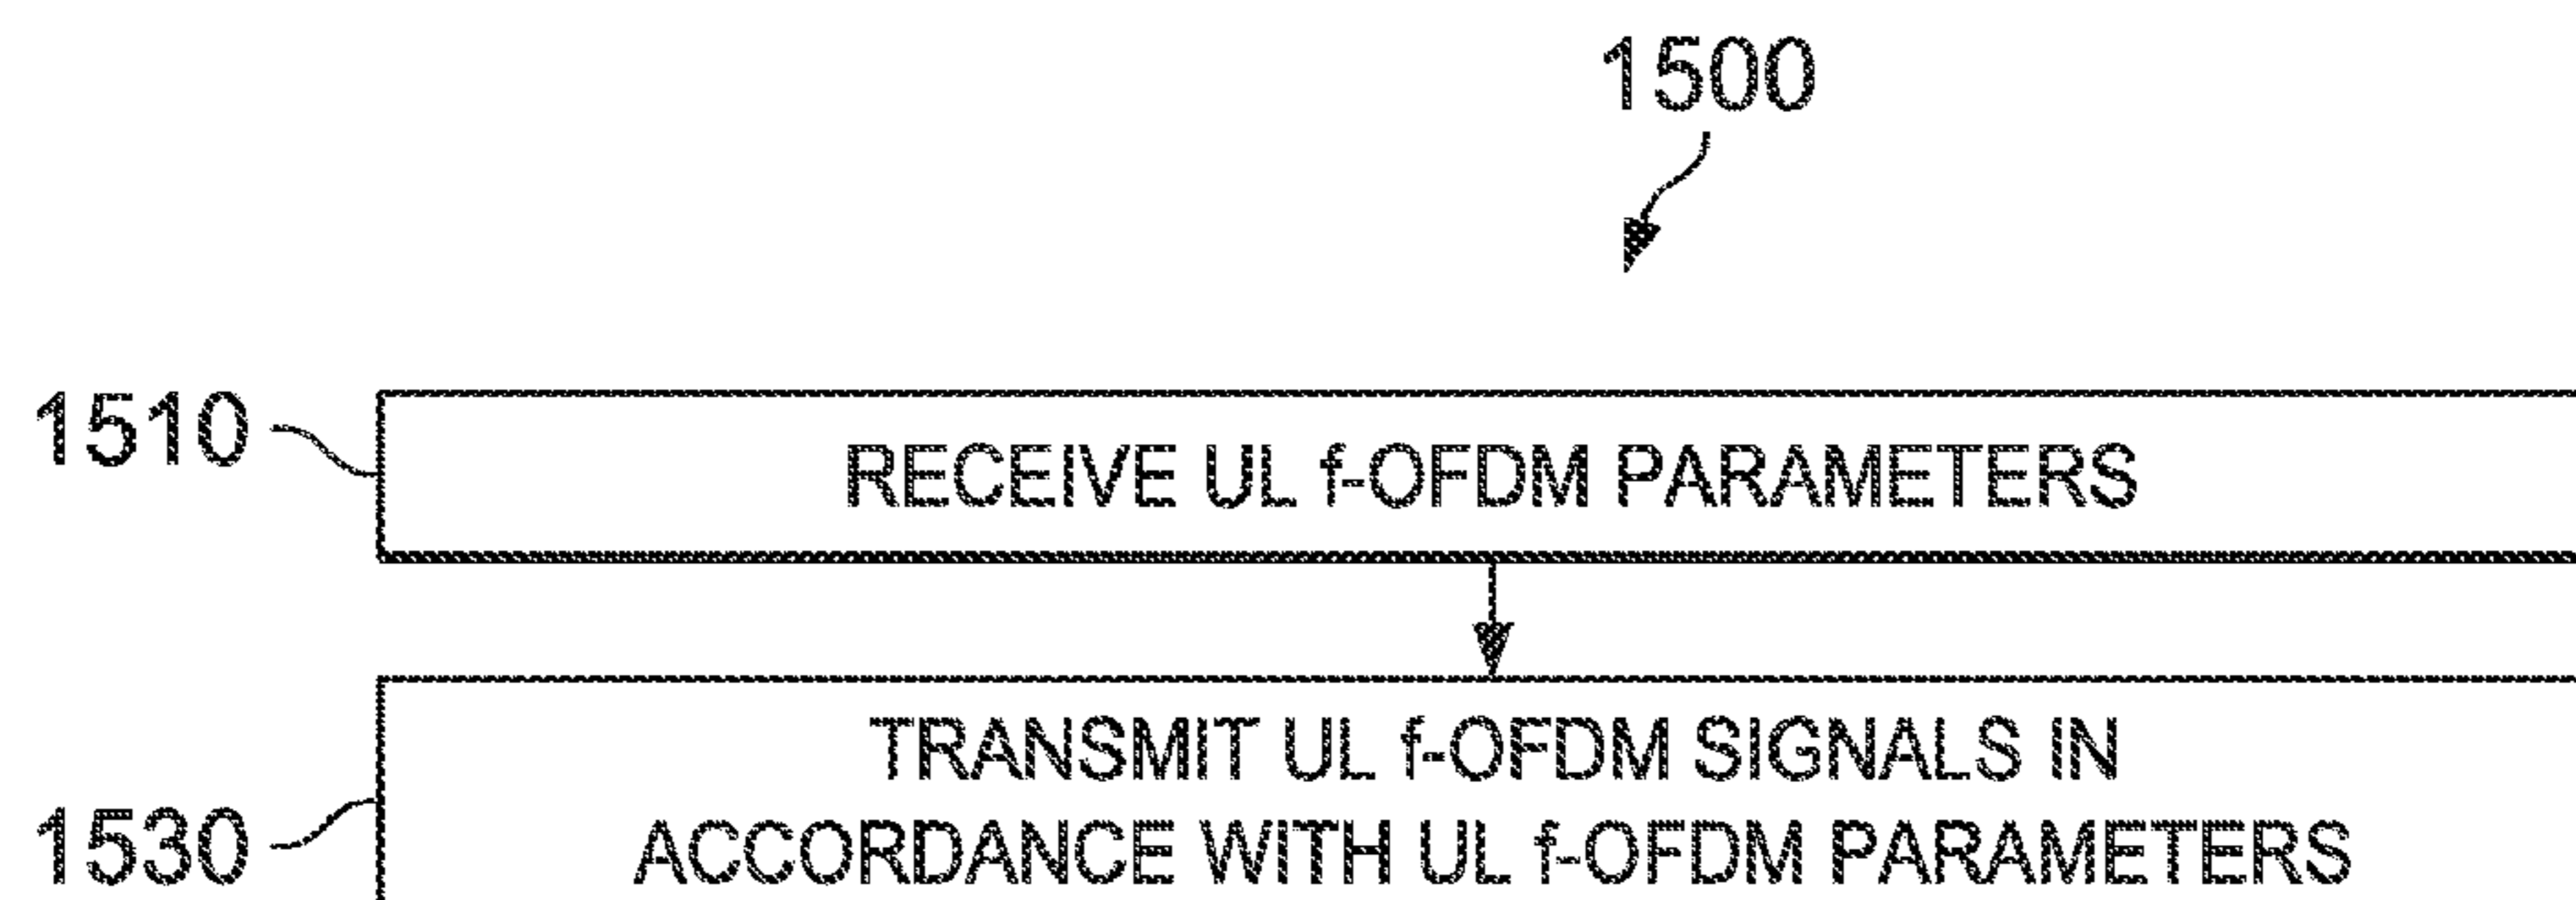 1500
1510
RECEIVE UL f-OFDM PARAMETERS
TRANSMIT UL f-OFDM SIGNALS IN
1530
ACCORDANCE WITH UL f-OFDM PARAMETERS